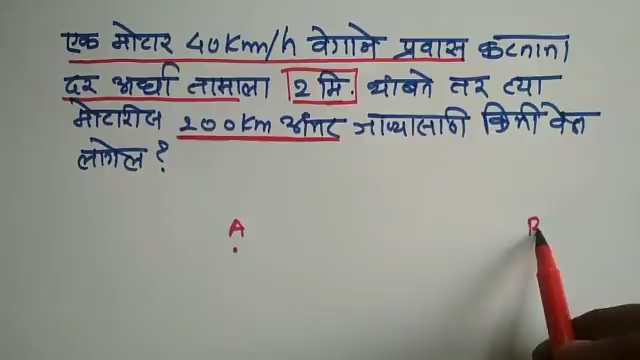 एक मोटार 40Km/h वेगाने प्रवास करताना
दर अर्ध्या तासाला 2 मि. थांबते तर त्या
मोटारीस 200Km अंतर जाण्यासाठी किती वेळ
लागेल ?
A B